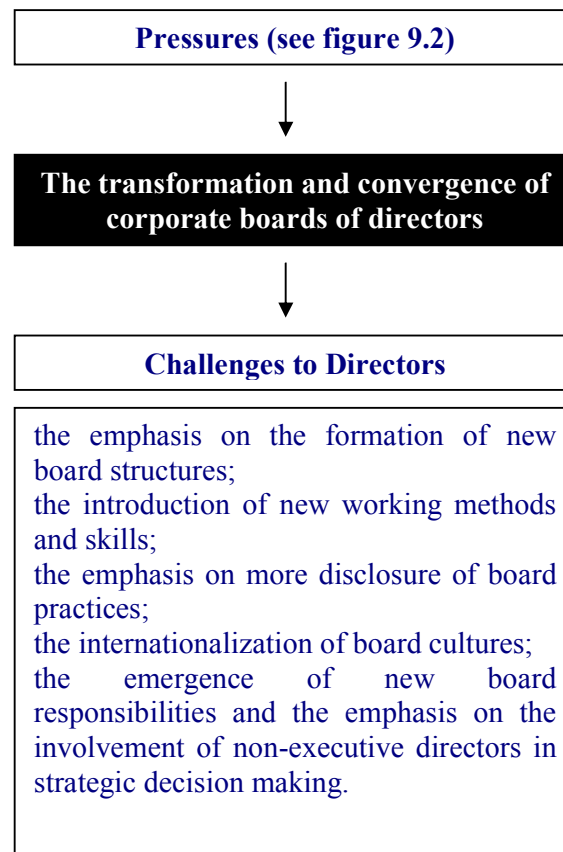 Pressures (see figure 9.2)
The transformation and convergence of
corporate boards of directors
Challenges to Directors
the emphasis on the formation of new
board structures;
the introduction of new working methods
and skills;
the emphasis on more disclosure of board
practices;
the internationalization of board cultures;
the emergence of new board
responsibilities and the emphasis on the
involvement of non-executive directors in
strategic decision making.